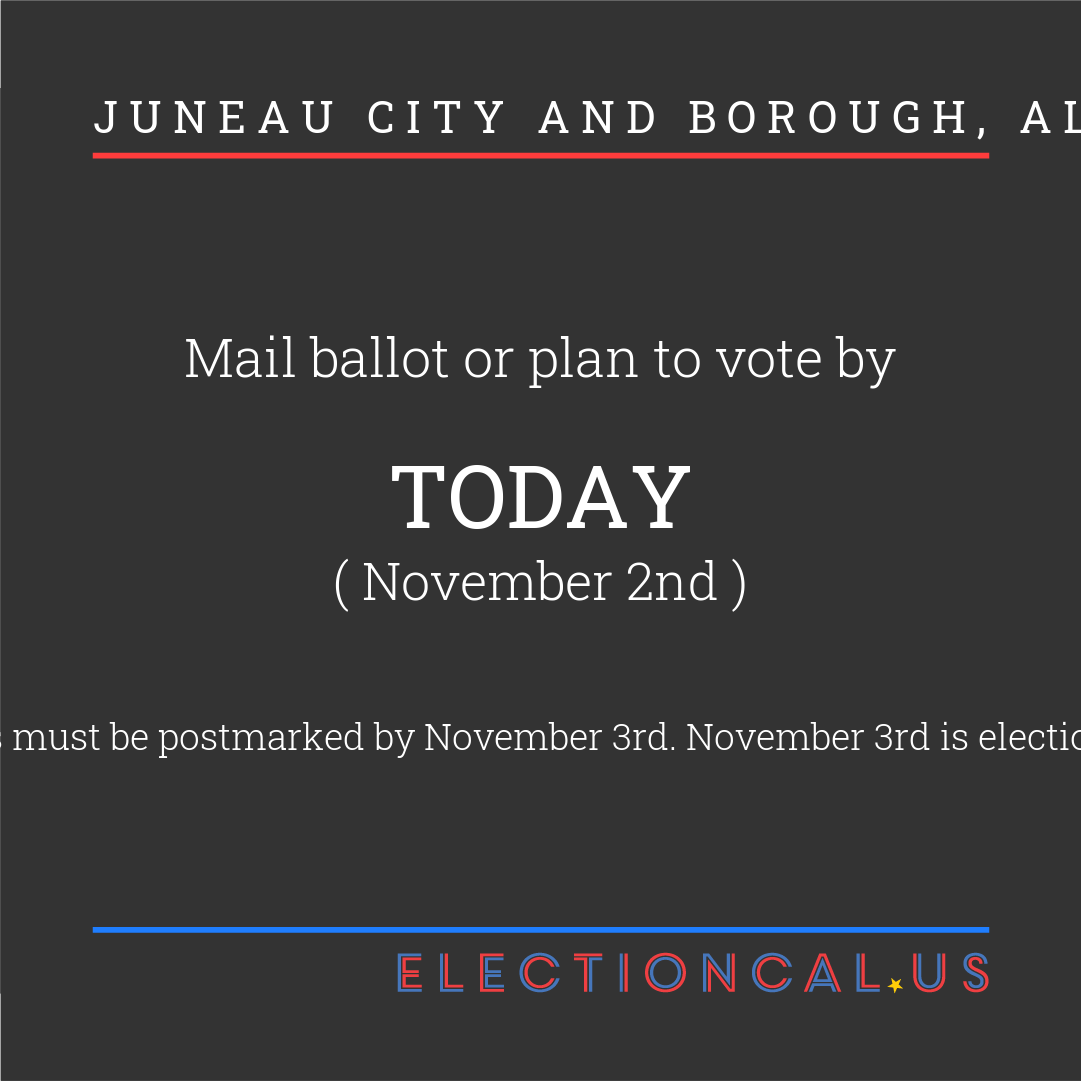 JUNEAU CITY AND BOROUGH, AL
Mail ballot or plan to vote by
TODAY
( November 2nd )
s must be postmarked by November 3rd. November 3rd is electio
ELECTIONCAL.US